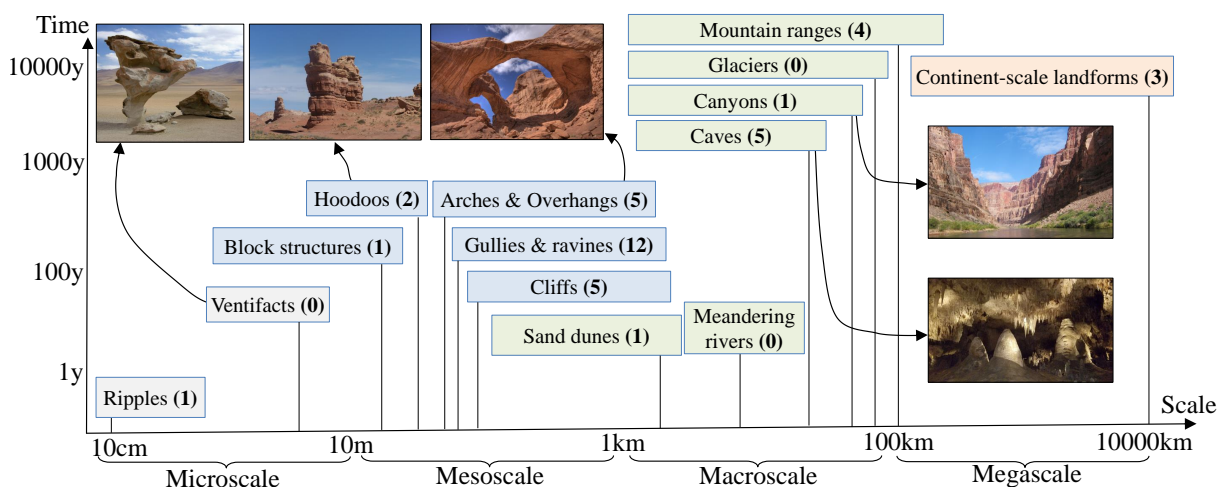 Time
10000y
1000y
100y
1y
Mountain ranges (4)
Glaciers (0)
Continent-scale landforms (3)
Canyons (1)
Caves (5)
Hoodoos (2)
Arches & Overhangs (5)
Block structures (1)
Gullies & ravines (12)
Cliffs (5)
Ventifacts (0)
Sand dunes (1)
Meandering
rivers (0)
Ripples (1)
Scale
10cm
10m
1km
100km
10000km
Microscale
Mesoscale
Macroscale
Megascale